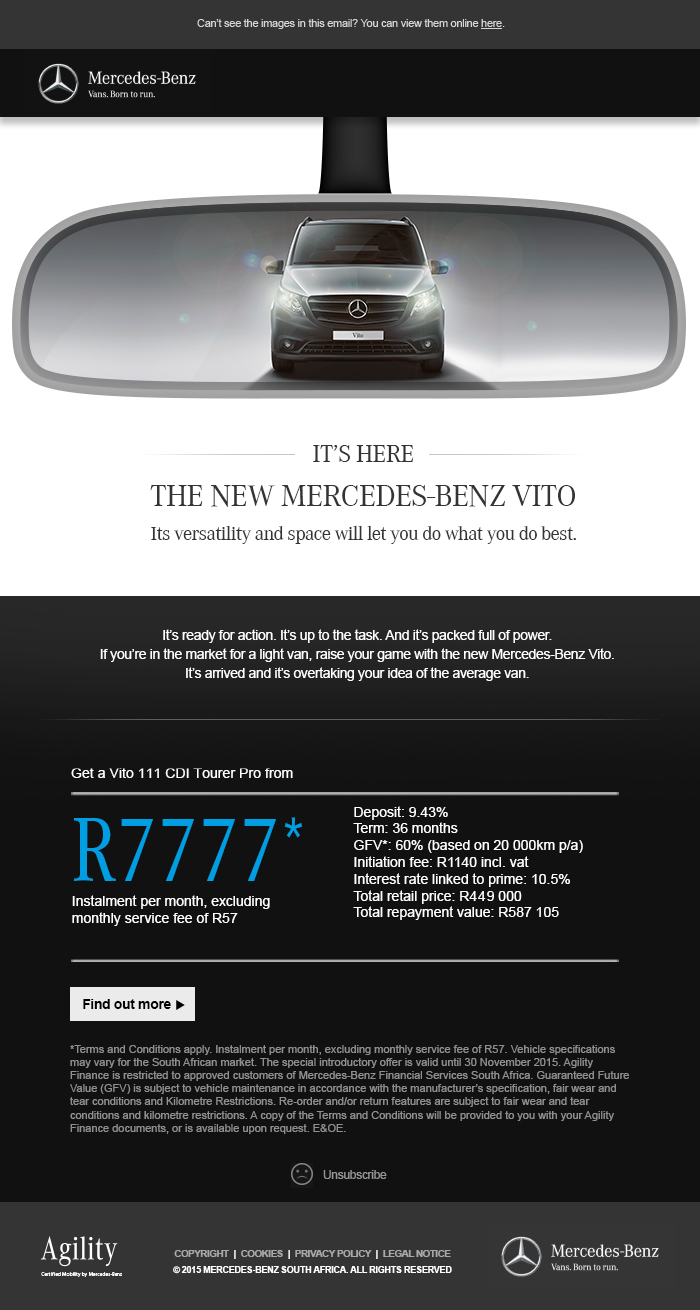 Can't see the images in this email? You can view them online here.
Mercedes-Benz
Vans. Born to run.
Vito
IT'S HERE
THE NEW MERCEDES-BENZ VITO
Its versatility and space will let you do what you do best.
It's ready for action. It's up to the task. And it's packed full of power.
If you're in the market for a light van, raise your game with the new Mercedes-Benz Vito.
It's arrived and it's overtaking your idea of the average van.
Get a Vito 111 CDI Tourer Pro from
R7777*
Instalment per month, excluding
monthly service fee of R57
Deposit: 9.43%
Term: 36 months
GFV*: 60% (based on 20 000km p/a)
Initiation fee: R1140 incl. vat
Interest rate linked to prime: 10.5%
Total retail price: R449 000
Total repayment value: R587 105
Find out more ▶
*Terms and Conditions apply. Instalment per month, excluding monthly service fee of R57. Vehicle specifications
may vary for the South African market. The special introductory offer is valid until 30 November 2015. Agility
Finance is restricted to approved customers of Mercedes-Benz Financial Services South Africa. Guaranteed Future
Value (GFV) is subject to vehicle maintenance in accordance with the manufacturer's specification, fair wear and
tear conditions and Kilometre Restrictions. Re-order and/or return features are subject to fair wear and tear
conditions and kilometre restrictions. A copy of the Terms and Conditions will be provided to you with your Agility
Finance documents, or is available upon request. E&OE.
Unsubscribe
Agility
Certified Mobility by Mercedes-Benz
COPYRIGHT | COOKIES | PRIVACY POLICY | LEGAL NOTICE
© 2015 MERCEDES-BENZ SOUTH AFRICA. ALL RIGHTS RESERVED
Mercedes-Benz
Vans. Born to run.